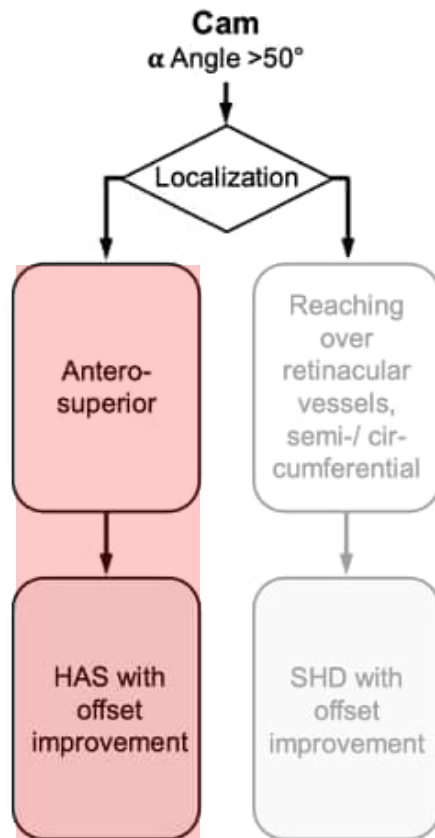 Cam
α Angle >50°
Localization
Antero-
superior
Reaching
over
retinacular
vessels,
semi-/ cir-
cumferential
HAS with
offset
improvement
SHD with
offset
improvement